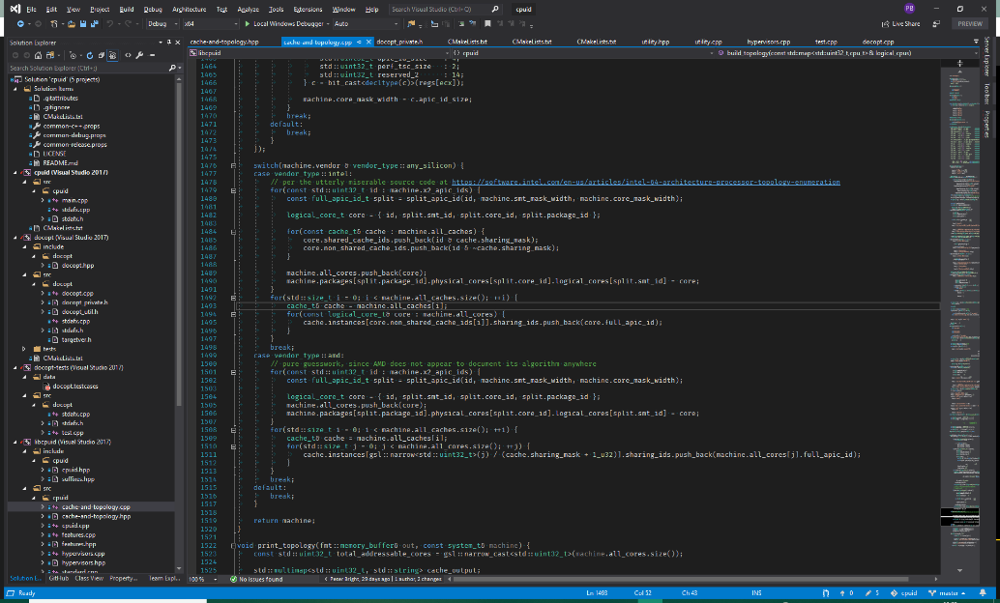 File Edit View Project Build Debug Architecture Test Analyze Tools Extensions Window Help Search Visual Studio (Ctrl+Q) cpuid PB
Debug x64 Local Windows Debugger Auto Live Share PREVIEW
Solution Explorer
Search Solution Explorer (Ctrl+;)
Solution 'cpuid' (5 projects)
Solution Items
.gitattributes
.gitignore
CMakeLists.txt
common-c++.props
common-debug.props
common-release.props
LICENSE
README.md
cpuid (Visual Studio 2017)
src
cpuid
main.cpp
stdafx.cpp
stdafx.h
CMakeLists.txt
docopt (Visual Studio 2017)
include
docopt
docopt.hpp
src
docopt
docopt.cpp
docopt_private.h
docopt_util.h
stdafx.cpp
stdafx.h
targetver.h
tests
CMakeLists.txt
docopt-tests (Visual Studio 2017)
data
docopt.testcases
src
docopt
stdafx.cpp
stdafx.h
test.cpp
libcpuid (Visual Studio 2017)
include
cpuid
cpuid.hpp
suffixes.hpp
src
cpuid
cache-and-topology.cpp
cache-and-topology.hpp
cpuid.cpp
features.cpp
features.hpp
hypervisors.cpp
hypervisors.hpp
standard.cpp
Solution E... GitHub Class View Property... Team Expl...
cache-and-topology.hpp cache-and-topology.cpp docopt_private.h CMakeLists.txt CMakeLists.txt CMakeLists.txt utility.hpp utility.cpp hypervisors.cpp test.cpp docopt.cpp
libcpuid cpuid build_topology(const std::map<std::uint32_t, cpu_t> & logical_cpus)
1464 std::uint32_t perf_tsc_size : 2;
1465 std::uint32_t reserved_2 : 14;
1466 } c = bit_cast<decltype(c)>(regs[ecx]);
1467
1468 machine.core_mask_width = c.apic_id_size;
1469 }
1470 break;
1471 default:
1472 break;
1473 }
1474 });
1475
1476 switch(machine.vendor & vendor_type::any_silicon) {
1477 case vendor_type::intel:
1478 // per the utterly miserable source code at https://software.intel.com/en-us/articles/intel-64-architecture-processor-topology-enumeration
1479 for(const std::uint32_t id : machine.x2_apic_ids) {
1480 const full_apic_id_t split = split_apic_id(id, machine.smt_mask_width, machine.core_mask_width);
1481
1482 logical_core_t core = { id, split.smt_id, split.core_id, split.package_id };
1483
1484 for(const cache_t& cache : machine.all_caches) {
1485 core.shared_cache_ids.push_back(id & cache.sharing_mask);
1486 core.non_shared_cache_ids.push_back(id & ~cache.sharing_mask);
1487 }
1488
1489 machine.all_cores.push_back(core);
1490 machine.packages[split.package_id].physical_cores[split.core_id].logical_cores[split.smt_id] = core;
1491 }
1492 for(std::size_t i = 0; i < machine.all_caches.size(); ++i) {
1493 cache_t& cache = machine.all_caches[i];
1494 for(const logical_core_t& core : machine.all_cores) {
1495 cache.instances[core.non_shared_cache_ids[i]].sharing_ids.push_back(core.full_apic_id);
1496 }
1497 }
1498 break;
1499 case vendor_type::amd:
1500 // pure guesswork, since AMD does not appear to document its algorithm anywhere
1501 for(const std::uint32_t id : machine.x2_apic_ids) {
1502 const full_apic_id_t split = split_apic_id(id, machine.smt_mask_width, machine.core_mask_width);
1503
1504 logical_core_t core = { id, split.smt_id, split.core_id, split.package_id };
1505 machine.all_cores.push_back(core);
1506 machine.packages[split.package_id].physical_cores[split.core_id].logical_cores[split.smt_id] = core;
1507 }
1508 for(std::size_t i = 0; i < machine.all_caches.size(); ++i) {
1509 cache_t& cache = machine.all_caches[i];
1510 for(std::size_t j = 0; j < machine.all_cores.size(); ++j) {
1511 cache.instances[gsl::narrow<std::uint32_t>(j) / (cache.sharing_mask + 1_u32)].sharing_ids.push_back(machine.all_cores[j].full_apic_id);
1512 }
1513 }
1514 break;
1515 default:
1516 break;
1517 }
1518
1519 return machine;
1520 }
1521
1522 void print_topology(fmt::memory_buffer& out, const system_t& machine) {
1523 const std::uint32_t total_addressable_cores = gsl::narrow_cast<std::uint32_t>(machine.all_cores.size());
1524
1525 std::multimap<std::uint32_t, std::string> cache_output;
100 % No issues found Peter Bright, 29 days ago | 1 author, 2 changes
Server Explorer
Toolbox
Properties
Ready Ln 1493 Col 52 Ch 43 INS 0 5 cpuid master